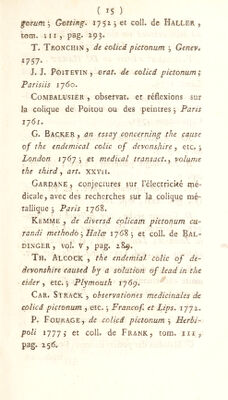 ( 15 )
gorum ; Gotting. 1752 ; et coll. de HALLER ,
tom. III , pag. 293.
T. TRONCHIN , de colicâ pictonum ; Genev.
1757.
J. J. POITEVIN , orat. de colicâ pictonum ;
Parisiis 1760.
COMBALUSIER , observat. et réflexions sur
la colique de Poitou ou des peintres ; Paris
1761.
G. BACKER , an essay concerning the cause
of the endemical colic of devonshire , etc. ;
London 1767 ; et medical transact., volume
the third , art. XXVII.
GARDANE , conjectures sur l'électricité mé-
dicale, avec des recherches sur la colique mé-
tallique ; Paris 1768.
KEMME , de diversâ colicam pictonum cu-
randi methodo ; Halæ 1768 ; et coll. de BAL-
DINGER , vol. V , pag. 289.
TH. ALCOCK , the endemial colic of de-
devonshire caused by a solution of lead in the
eider , etc. ; Plymouth 1769.
CAR. STRACK , observationes medicinales de
colicâ pictonum , etc. ; Francof. et Lips. 1772.
P. FOURAGE, de colicâ pictonum ; Herbi-
poli 1777 ; et coll. de FRANK , tom. III ,
pag. 256.